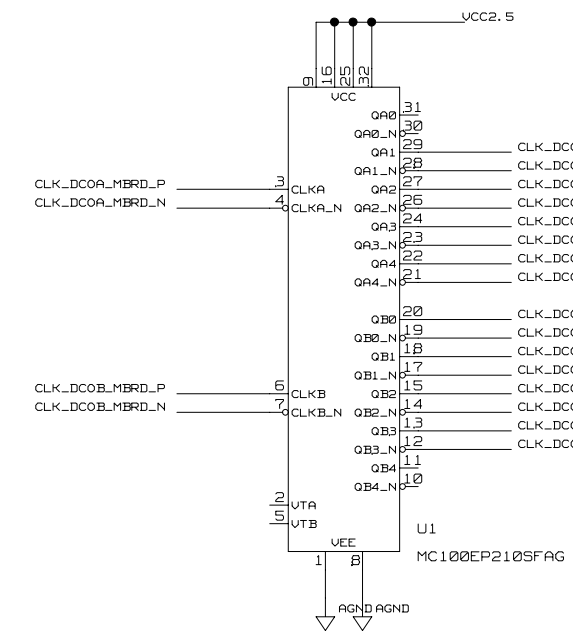 VCC2.5
9 16 25 32
VCC
QA0 31
QA0_N 30
QA1 29 CLK_DCO
QA1_N 28 CLK_DCO
CLK_DCOA_MBRD_P 3 CLKA QA2 27 CLK_DCO
CLK_DCOA_MBRD_N 4 CLKA_N QA2_N 26 CLK_DCO
QA3 24 CLK_DCO
QA3_N 23 CLK_DCO
QA4 22 CLK_DCO
QA4_N 21 CLK_DCO
QB0 20 CLK_DCO
QB0_N 19 CLK_DCO
QB1 18 CLK_DCO
QB1_N 17 CLK_DCO
CLK_DCOB_MBRD_P 6 CLKB QB2 15 CLK_DCO
CLK_DCOB_MBRD_N 7 CLKB_N QB2_N 14 CLK_DCO
QB3 13 CLK_DCO
QB3_N 12 CLK_DCO
QB4 11
QB4_N 10
2 VTA
5 VTB
U1
VEE
1 8
MC100EP210SFAG
AGND AGND